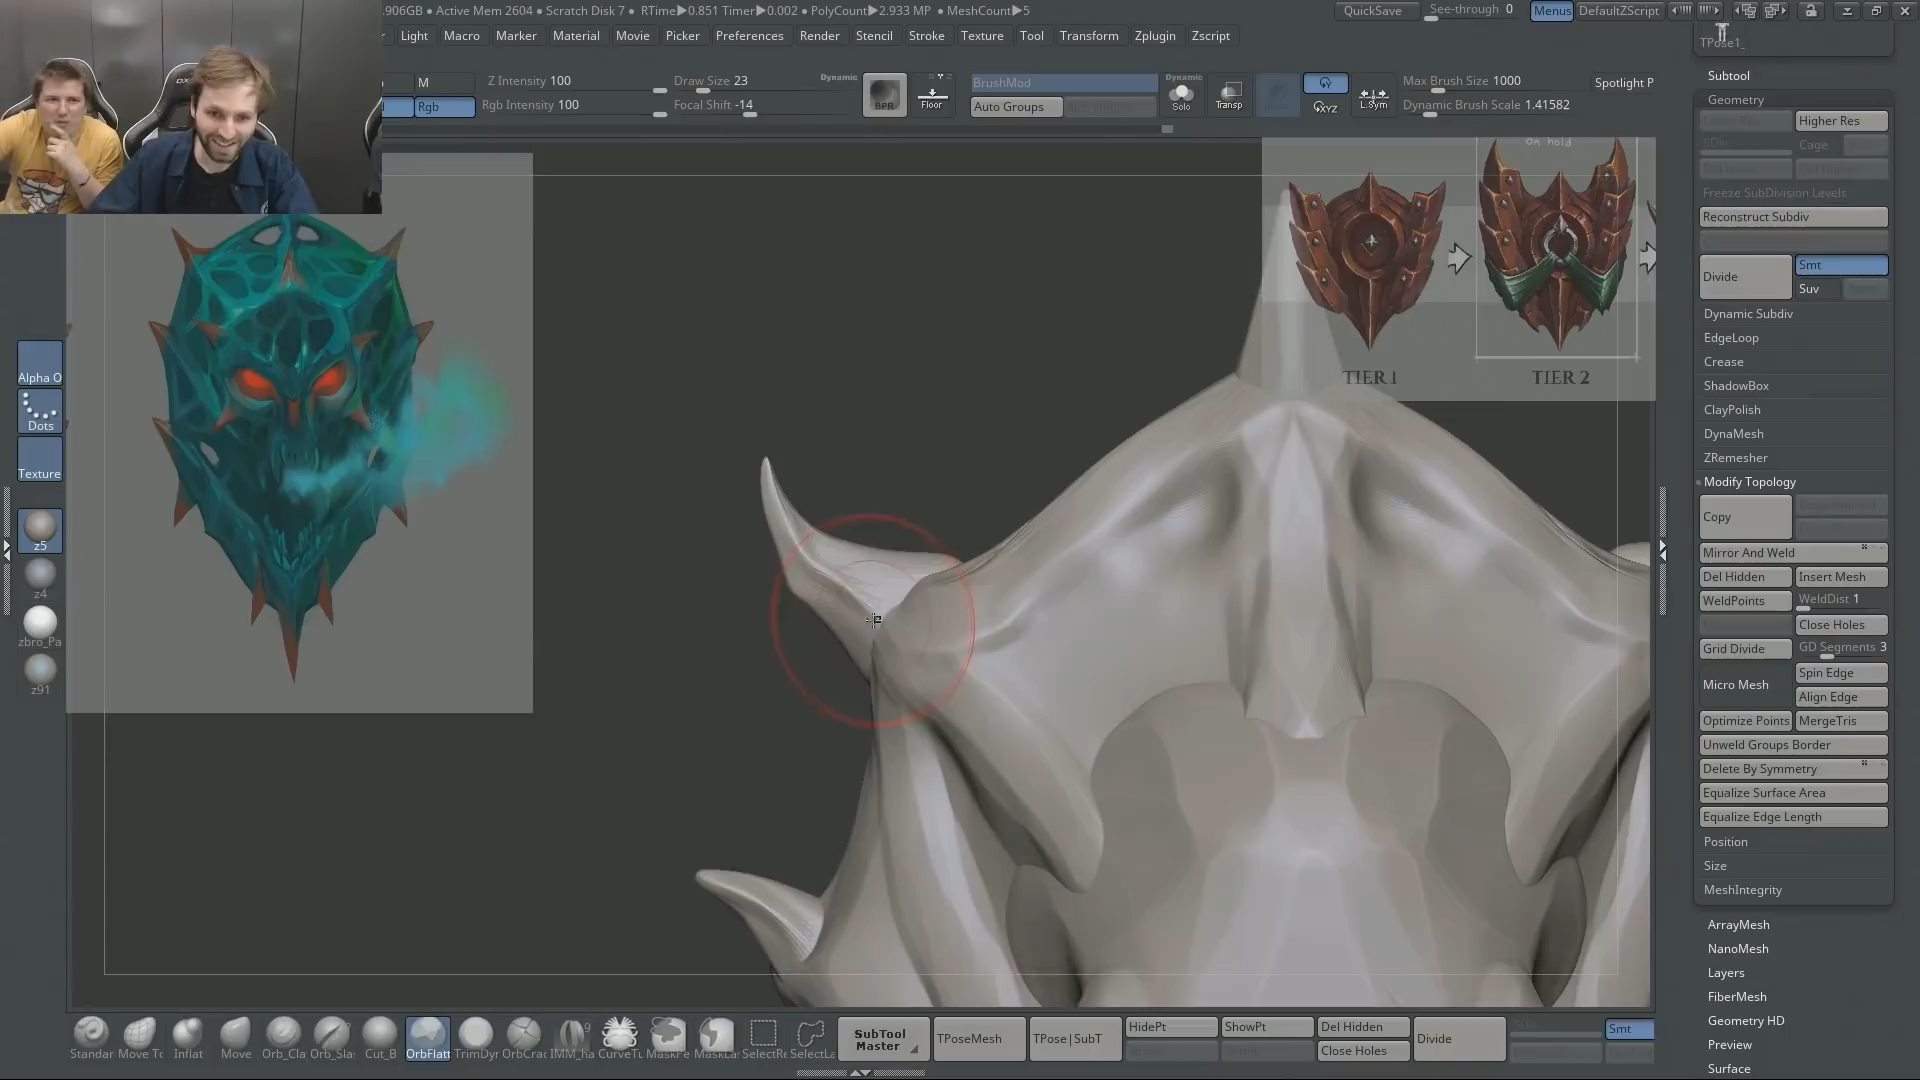 .906GB ● Active Mem 2604 ● Scratch Disk 7 ● RTime▶0.851 Timer▶0.002 ● PolyCount▶2.933 MP ● MeshCount▶5
QuickSave
See-through 0
Menus
DefaultZScript
Light
Macro
Marker
Material
Movie
Picker
Preferences
Render
Stencil
Stroke
Texture
Tool
Transform
Zplugin
Zscript
TPose1_
M
Rgb
Z Intensity 100
Rgb Intensity 100
Draw Size 23
Focal Shift -14
Dynamic
BPR
Floor
BrushMod
Auto Groups
Dynamic
Solo
Transp
XYZ
L.Sym
Max Brush Size 1000
Dynamic Brush Scale 1.41582
Spotlight P
Subtool
Geometry
Higher Res
Cage
Freeze SubDivision Levels
Reconstruct Subdiv
Divide
Smt
Suv
Dynamic Subdiv
EdgeLoop
Crease
ShadowBox
ClayPolish
DynaMesh
ZRemesher
Modify Topology
Copy
Mirror And Weld
Del Hidden
Insert Mesh
WeldPoints
WeldDist 1
Close Holes
Grid Divide
GD Segments 3
Micro Mesh
Spin Edge
Align Edge
Optimize Points
MergeTris
Unweld Groups Border
Delete By Symmetry
Equalize Surface Area
Equalize Edge Length
Position
Size
MeshIntegrity
ArrayMesh
NanoMesh
Layers
FiberMesh
Geometry HD
Preview
Surface
TIER 1
TIER 2
Alpha O
Dots
Texture
z5
z4
zbro_Pa
z91
Standar
Move To
Inflat
Move
Orb_Cla
Orb_Sla
Cut_B
OrbFlatt
TrimDyr
OrbCrac
IMM_ha
CurveTu
MaskPe
MaskLa
SelectRe
SelectLa
SubTool
Master
TPoseMesh
TPose|SubT
HidePt
ShowPt
Del Hidden
Close Holes
Divide
Smt